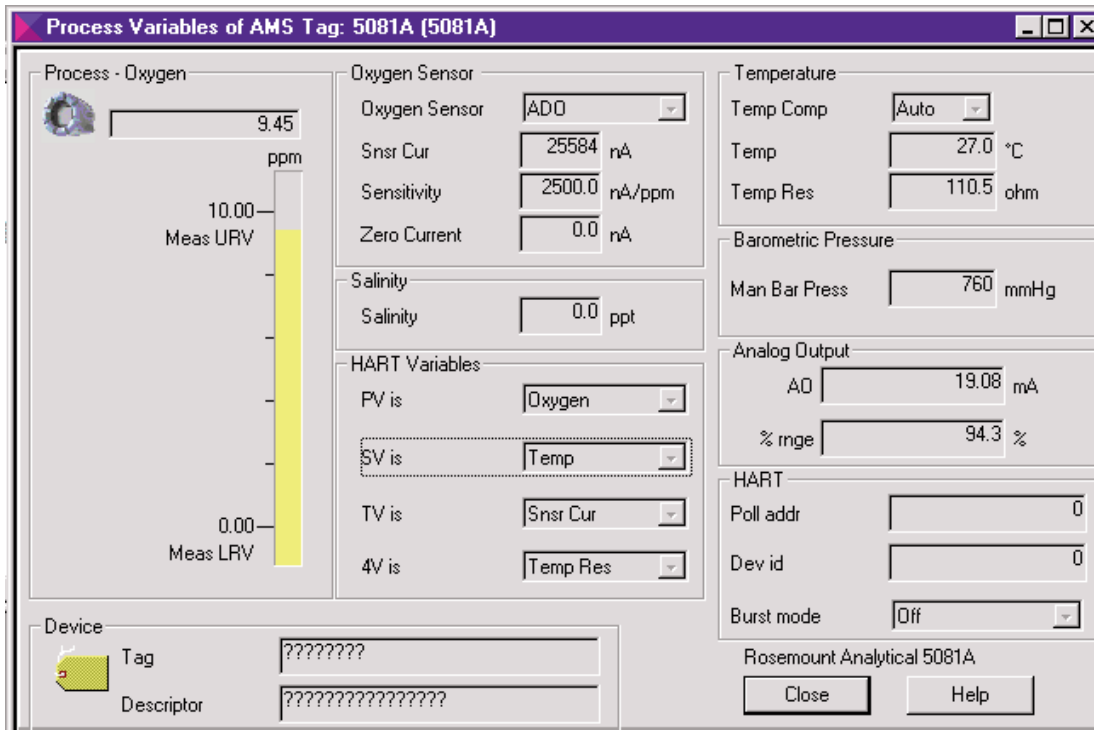 Process Variables of AMS Tag: 5081A (5081A)
Process - Oxygen
9.45
ppm
10.00
Meas URV
0.00
Meas LRV
Oxygen Sensor
Oxygen Sensor ADO
Snsr Cur 25584 nA
Sensitivity 2500.0 nA/ppm
Zero Current 0.0 nA
Salinity
Salinity 0.0 ppt
HART Variables
PV is Oxygen
SV is Temp
TV is Snsr Cur
4V is Temp Res
Temperature
Temp Comp Auto
Temp 27.0 °C
Temp Res 110.5 ohm
Barometric Pressure
Man Bar Press 760 mmHg
Analog Output
AO 19.08 mA
% rnge 94.3 %
HART
Poll addr 0
Dev id 0
Burst mode Off
Device
Tag ????????
Descriptor ????????????????
Rosemount Analytical 5081A
Close Help